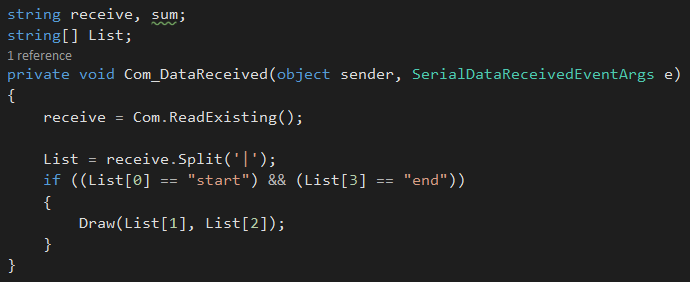 string receive, sum;
string[] List;
1 reference
private void Com_DataReceived(object sender, SerialDataReceivedEventArgs e)
{
    receive = Com.ReadExisting();

    List = receive.Split('|');
    if ((List[0] == "start") && (List[3] == "end"))
    {
        Draw(List[1], List[2]);
    }
}